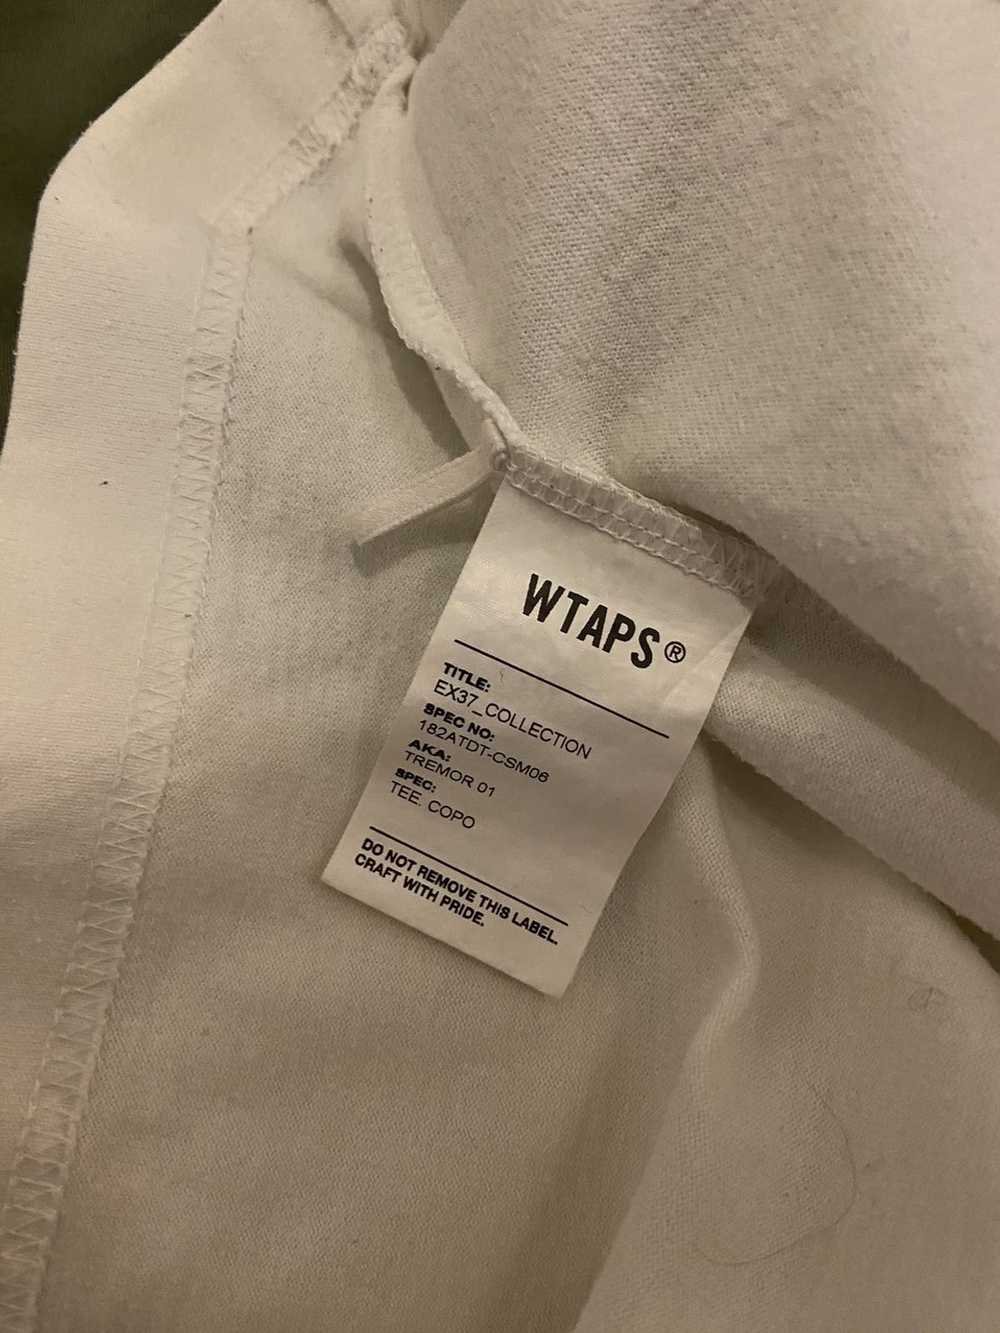 WTAPS®
TITLE:
EX37_COLLECTION
SPEC NO:
182ATDT-CSM06
AKA:
TREMOR 01
SPEC:
TEE. COPO
DO NOT REMOVE THIS LABEL.
CRAFT WITH PRIDE.